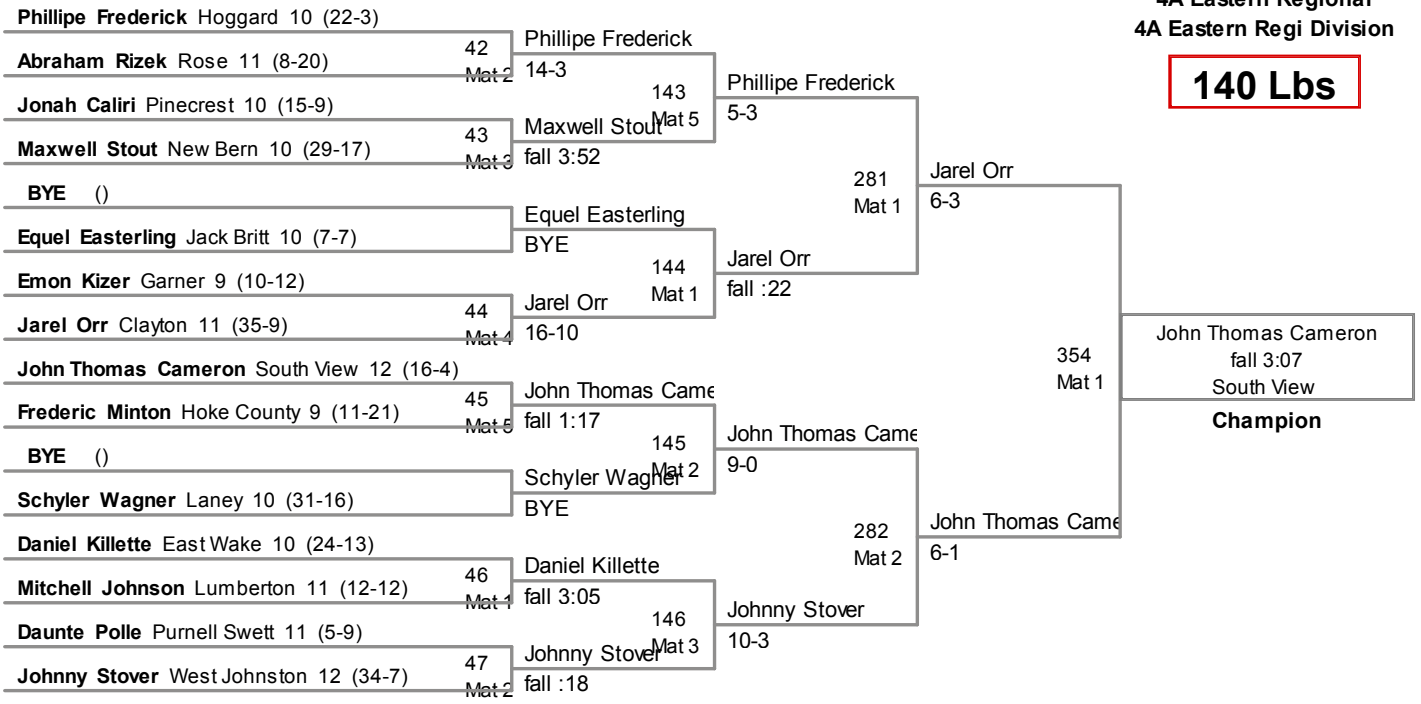 4A Eastern Regional
4A Eastern Regi Division
140 Lbs
Phillipe Frederick Hoggard 10 (22-3)
Abraham Rizek Rose 11 (8-20)
Jonah Caliri Pinecrest 10 (15-9)
Maxwell Stout New Bern 10 (29-17)
BYE ()
Equel Easterling Jack Britt 10 (7-7)
Emon Kizer Garner 9 (10-12)
Jarel Orr Clayton 11 (35-9)
John Thomas Cameron South View 12 (16-4)
Frederic Minton Hoke County 9 (11-21)
BYE ()
Schyler Wagner Laney 10 (31-16)
Daniel Killette East Wake 10 (24-13)
Mitchell Johnson Lumberton 11 (12-12)
Daunte Polle Purnell Swett 11 (5-9)
Johnny Stover West Johnston 12 (34-7)
42
Mat 2
43
Mat 3
44
Mat 4
45
Mat 5
46
Mat 1
47
Mat 2
Phillipe Frederick
14-3
Maxwell Stout
fall 3:52
Equel Easterling
BYE
Jarel Orr
16-10
John Thomas Came
fall 1:17
Schyler Wagner
BYE
Daniel Killette
fall 3:05
Johnny Stover
fall :18
143
Mat 5
144
Mat 1
145
Mat 2
146
Mat 3
Phillipe Frederick
5-3
Jarel Orr
fall :22
John Thomas Came
9-0
Johnny Stover
10-3
281
Mat 1
282
Mat 2
Jarel Orr
6-3
John Thomas Came
6-1
354
Mat 1
John Thomas Cameron
fall 3:07
South View
Champion